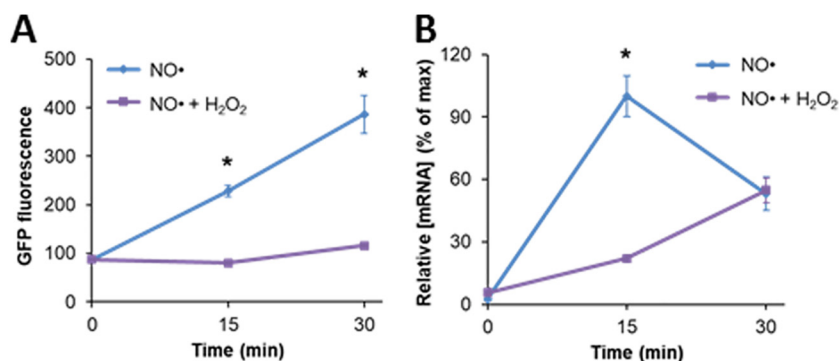 A
500
400
300
200
100
0
GFP fluorescence
NO•
NO• + H₂O₂
*
*
0 15 30
Time (min)
B
120
90
60
30
0
Relative [mRNA] (% of max)
*
NO•
NO• + H₂O₂
0 15 30
Time (min)